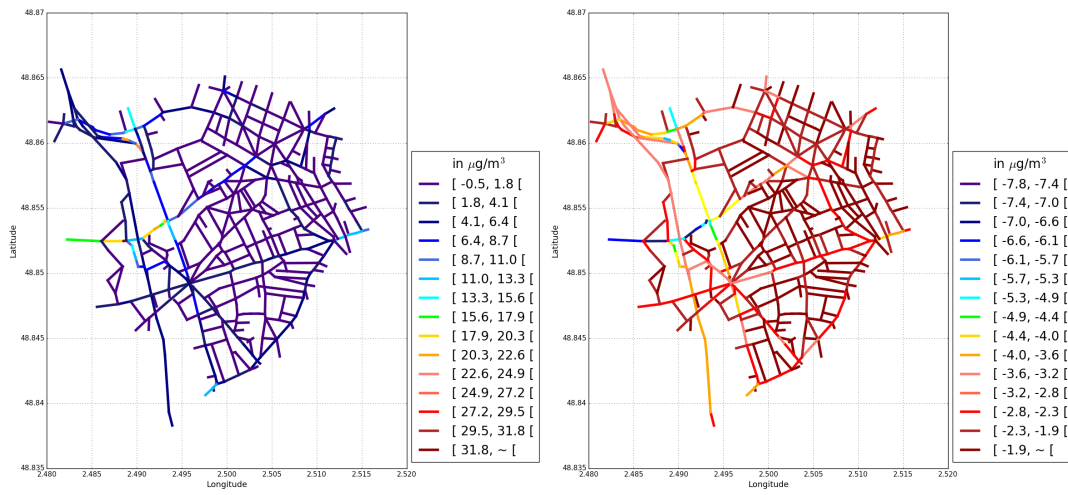 48.87
48.865
48.86
48.855
48.85
48.845
48.84
48.835
2.480 2.485 2.490 2.495 2.500 2.505 2.510 2.515 2.520
Longitude
Latitude
in μg/m³
[ -0.5, 1.8 [
[ 1.8, 4.1 [
[ 4.1, 6.4 [
[ 6.4, 8.7 [
[ 8.7, 11.0 [
[ 11.0, 13.3 [
[ 13.3, 15.6 [
[ 15.6, 17.9 [
[ 17.9, 20.3 [
[ 20.3, 22.6 [
[ 22.6, 24.9 [
[ 24.9, 27.2 [
[ 27.2, 29.5 [
[ 29.5, 31.8 [
[ 31.8, ~ [
48.87
48.865
48.86
48.855
48.85
48.845
48.84
48.835
2.480 2.485 2.490 2.495 2.500 2.505 2.510 2.515 2.520
Longitude
Latitude
in μg/m³
[ -7.8, -7.4 [
[ -7.4, -7.0 [
[ -7.0, -6.6 [
[ -6.6, -6.1 [
[ -6.1, -5.7 [
[ -5.7, -5.3 [
[ -5.3, -4.9 [
[ -4.9, -4.4 [
[ -4.4, -4.0 [
[ -4.0, -3.6 [
[ -3.6, -3.2 [
[ -3.2, -2.8 [
[ -2.8, -2.3 [
[ -2.3, -1.9 [
[ -1.9, ~ [